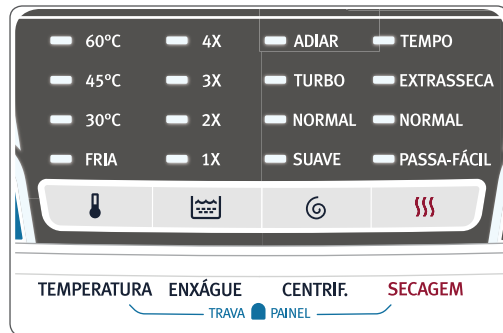 60°C 4X ADIAR TEMPO
45°C 3X TURBO EXTRASSECA
30°C 2X NORMAL NORMAL
FRIA 1X SUAVE PASSA-FÁCIL
TEMPERATURA ENXÁGUE CENTRIF. SECAGEM
TRAVA PAINEL